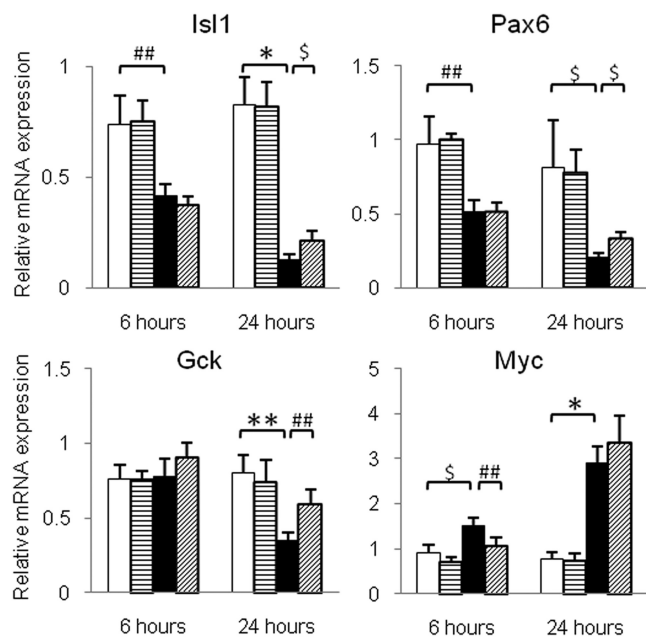 Isl1
Relative mRNA expression
1
0.5
0
##
*
$
6 hours
24 hours
Pax6
1.5
1
0.5
0
##
$
$
6 hours
24 hours
Gck
Relative mRNA expression
1.5
1
0.5
0
**
##
6 hours
24 hours
Myc
5
4
3
2
1
0
$
##
*
6 hours
24 hours